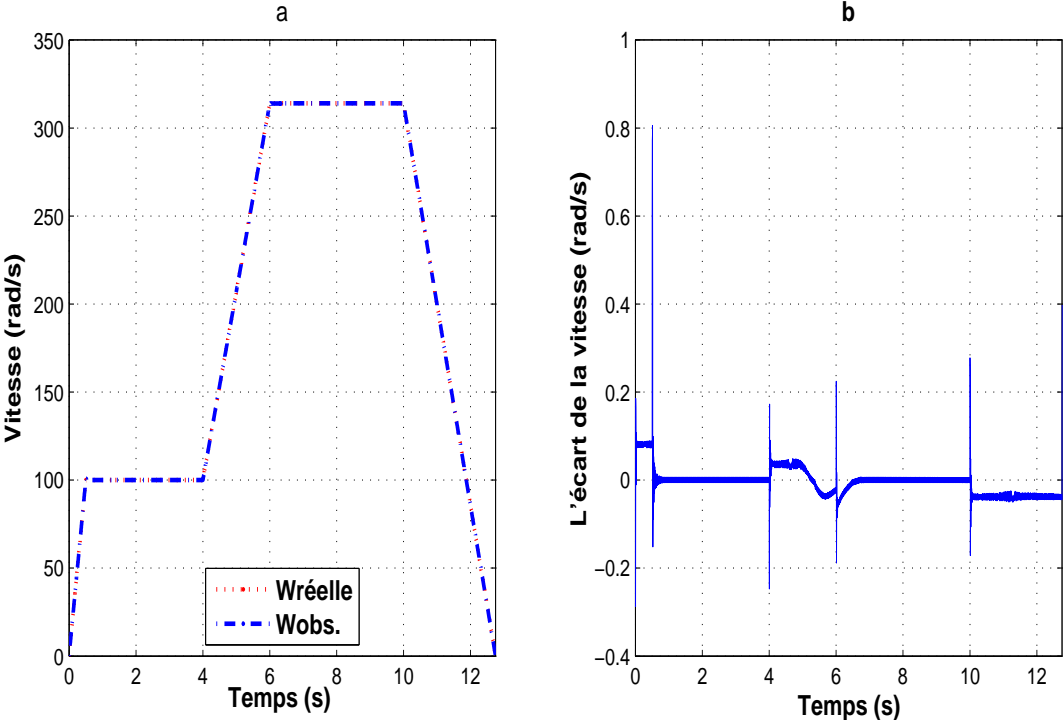 a
350
300
250
200
150
100
50
0
0 2 4 6 8 10 12
Vitesse (rad/s)
Temps (s)
Wréelle
Wobs.
b
1
0.8
0.6
0.4
0.2
0
−0.2
−0.4
0 2 4 6 8 10 12
L'écart de la vitesse (rad/s)
Temps (s)